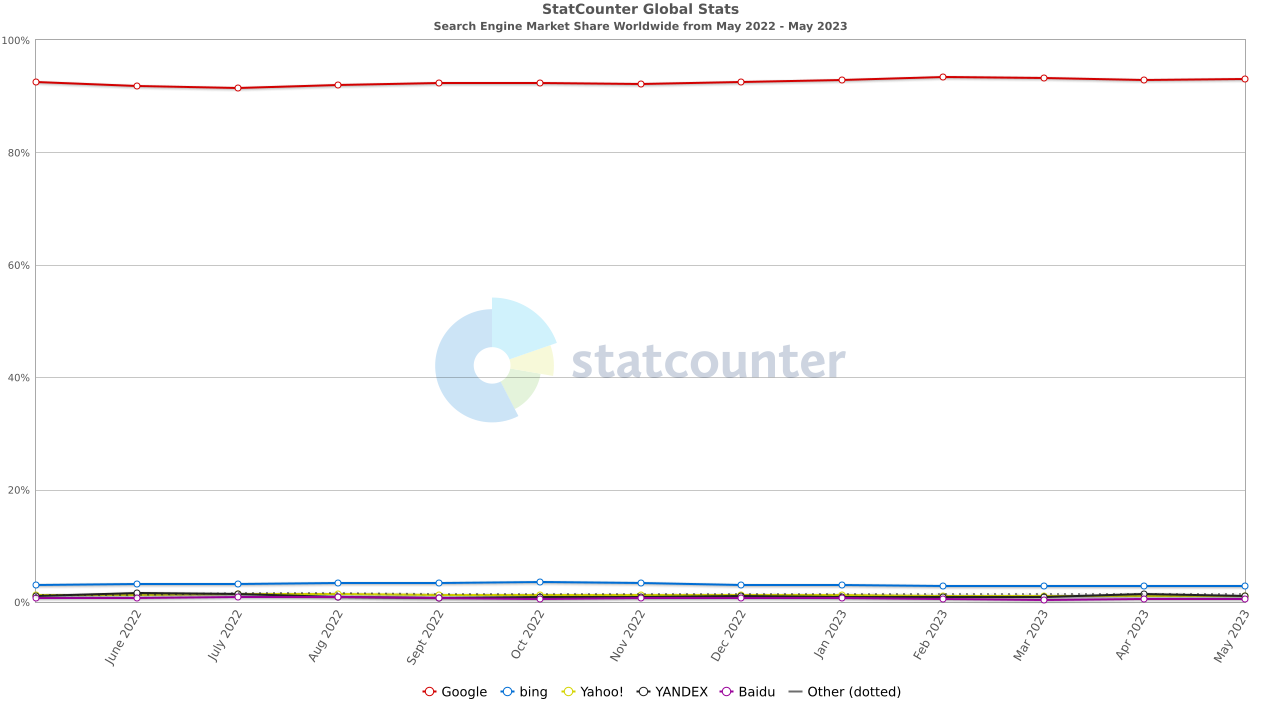 StatCounter Global Stats
Search Engine Market Share Worldwide from May 2022 - May 2023
100%
80%
60%
40%
20%
0%
statcounter
June 2022
July 2022
Aug 2022
Sept 2022
Oct 2022
Nov 2022
Dec 2022
Jan 2023
Feb 2023
Mar 2023
Apr 2023
May 2023
Google bing Yahoo! YANDEX Baidu Other (dotted)